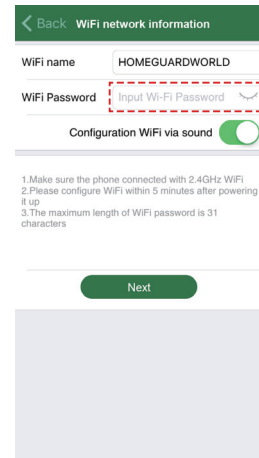 Back WiFi network information
WiFi name HOMEGUARDWORLD
WiFi Password Input Wi-Fi Password
Configuration WiFi via sound
1.Make sure the phone connected with 2.4GHz WiFi
2.Please configure WiFi within 5 minutes after powering
it up
3.The maximum length of WiFi password is 31
characters
Next